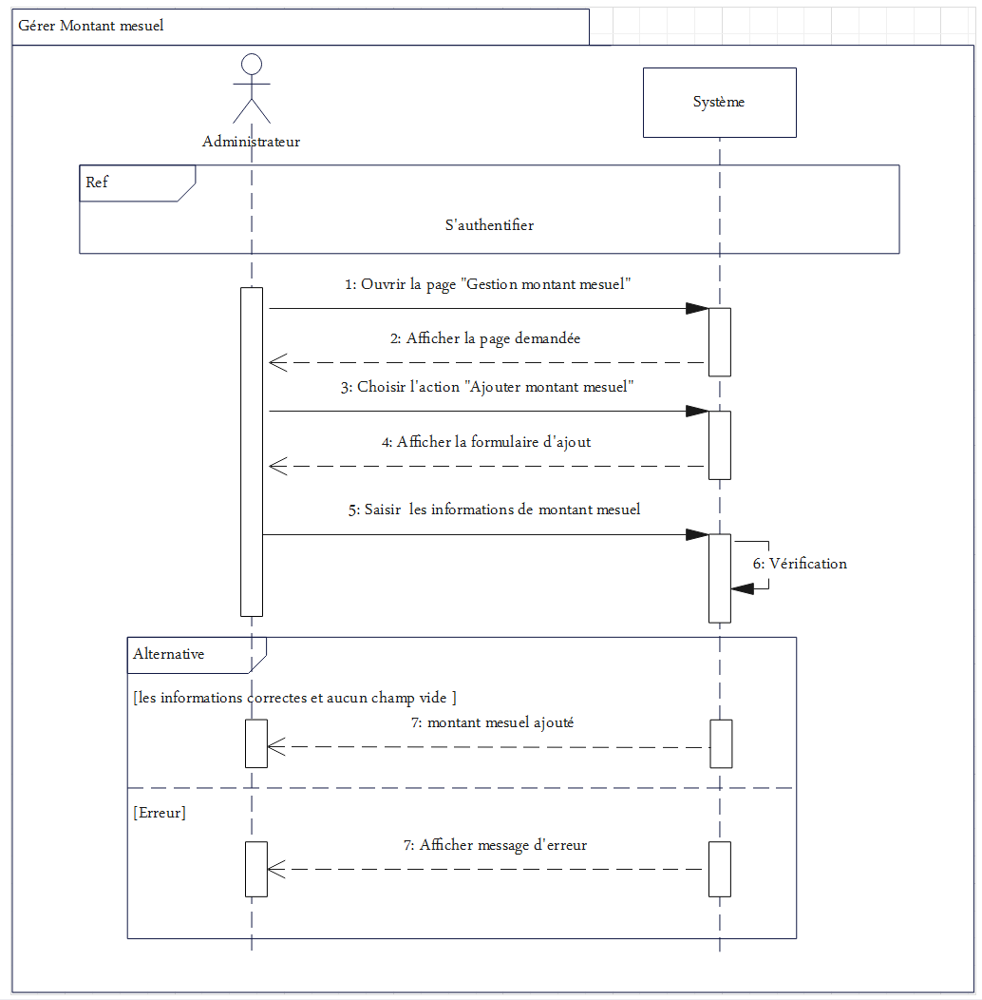 Gérer Montant mesuel
Administrateur
Système
Ref
S'authentifier
1: Ouvrir la page "Gestion montant mesuel"
2: Afficher la page demandée
3: Choisir l'action "Ajouter montant mesuel"
4: Afficher la formulaire d'ajout
5: Saisir  les informations de montant mesuel
6: Vérification
Alternative
[les informations correctes et aucun champ vide ]
7: montant mesuel ajouté
[Erreur]
7: Afficher message d'erreur